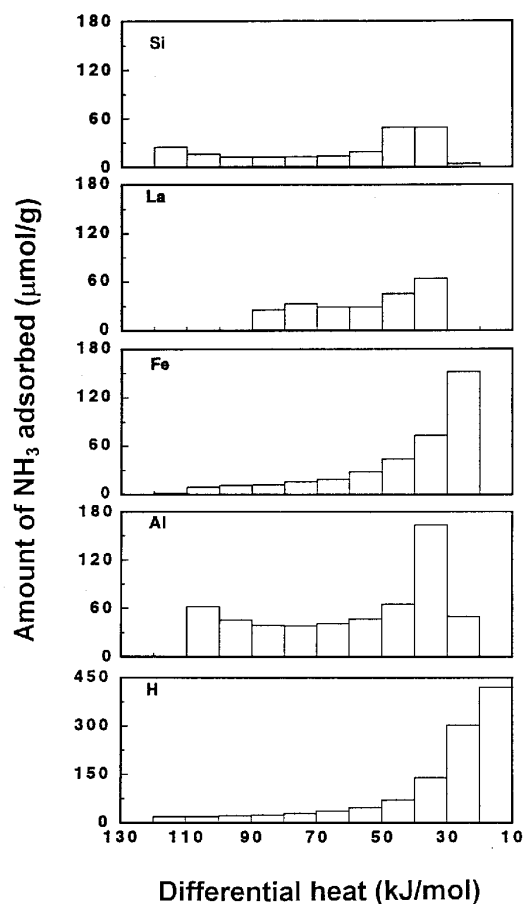 180
Si
120
60
0
180
La
120
60
0
180
Fe
120
60
0
180
Al
120
60
0
450
H
300
150
0
130 110 90 70 50 30 10
Amount of NH₃ adsorbed (μmol/g)
Differential heat (kJ/mol)